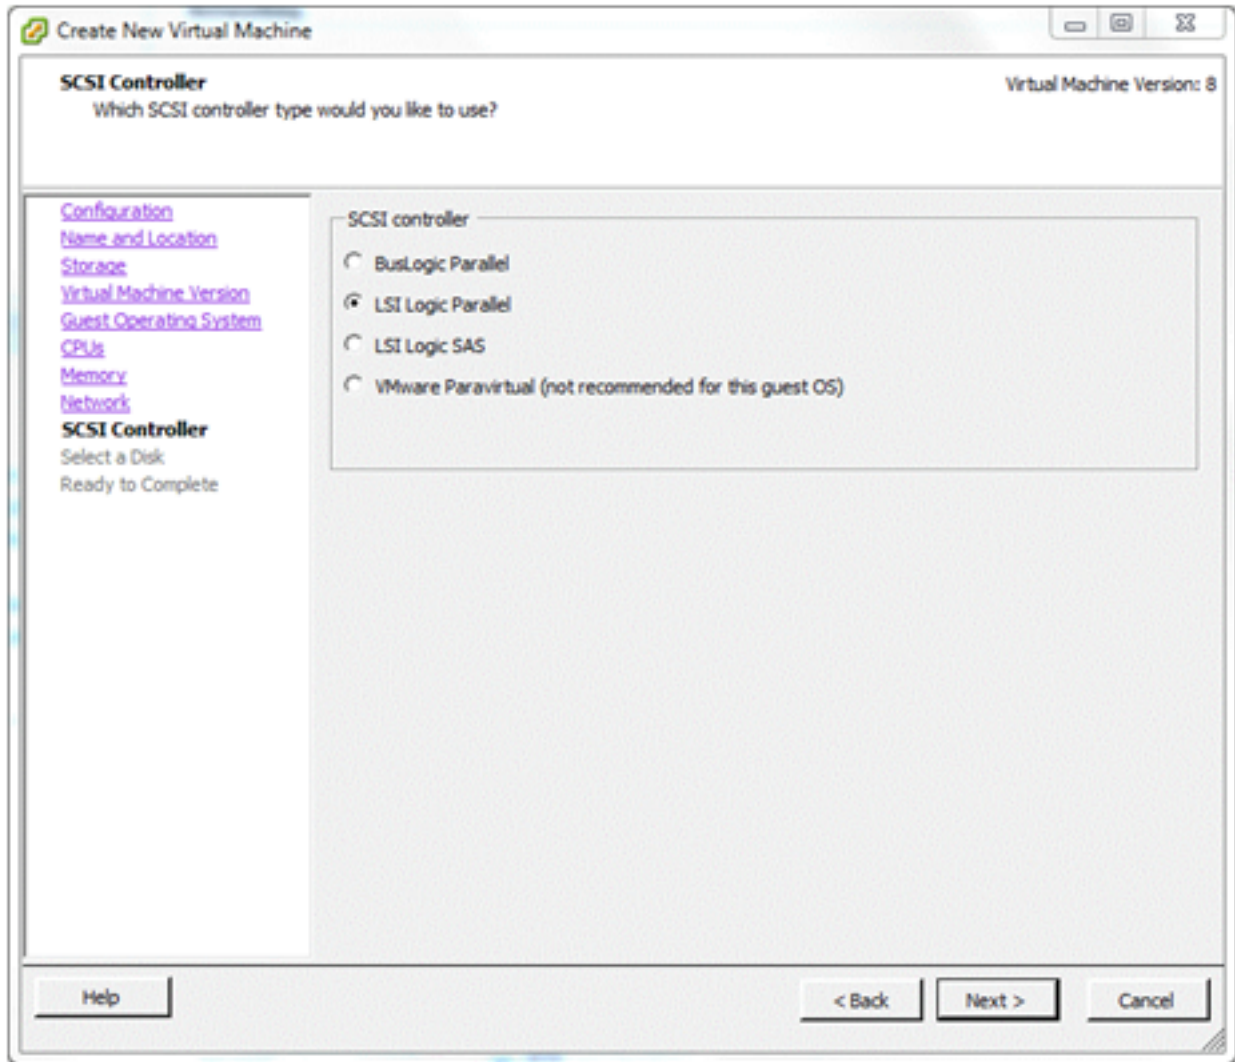 Create New Virtual Machine
SCSI Controller
Virtual Machine Version: 8
Which SCSI controller type would you like to use?
Configuration
Name and Location
Storage
Virtual Machine Version
Guest Operating System
CPUs
Memory
Network
SCSI Controller
Select a Disk
Ready to Complete
SCSI controller
BusLogic Parallel
LSI Logic Parallel
LSI Logic SAS
VMware Paravirtual (not recommended for this guest OS)
Help
< Back
Next >
Cancel